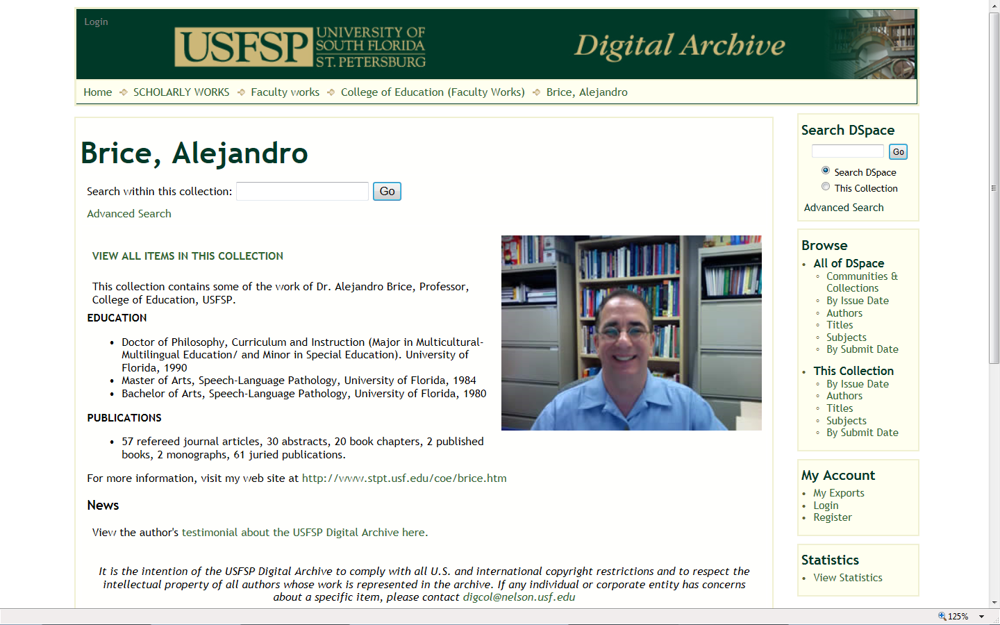 Login
USFSP UNIVERSITY OF
SOUTH FLORIDA
ST. PETERSBURG
Digital Archive
Home SCHOLARLY WORKS Faculty works College of Education (Faculty Works) Brice, Alejandro
Brice, Alejandro
Search within this collection: Go
Advanced Search
VIEW ALL ITEMS IN THIS COLLECTION
This collection contains some of the work of Dr. Alejandro Brice, Professor,
College of Education, USFSP.
EDUCATION
• Doctor of Philosophy, Curriculum and Instruction (Major in Multicultural-
Multilingual Education/ and Minor in Special Education). University of
Florida, 1990
• Master of Arts, Speech-Language Pathology, University of Florida, 1984
• Bachelor of Arts, Speech-Language Pathology, University of Florida, 1980
PUBLICATIONS
• 57 refereed journal articles, 30 abstracts, 20 book chapters, 2 published
books, 2 monographs, 61 juried publications.
For more information, visit my web site at http://www.stpt.usf.edu/coe/brice.htm
News
View the author's testimonial about the USFSP Digital Archive here.
It is the intention of the USFSP Digital Archive to comply with all U.S. and international copyright restrictions and to respect the
intellectual property of all authors whose work is represented in the archive. If any individual or corporate entity has concerns
about a specific item, please contact digcol@nelson.usf.edu
Search DSpace
Go
Search DSpace
This Collection
Advanced Search
Browse
• All of DSpace
◦ Communities &
Collections
◦ By Issue Date
◦ Authors
◦ Titles
◦ Subjects
◦ By Submit Date
• This Collection
◦ By Issue Date
◦ Authors
◦ Titles
◦ Subjects
◦ By Submit Date
My Account
• My Exports
• Login
• Register
Statistics
• View Statistics
125%